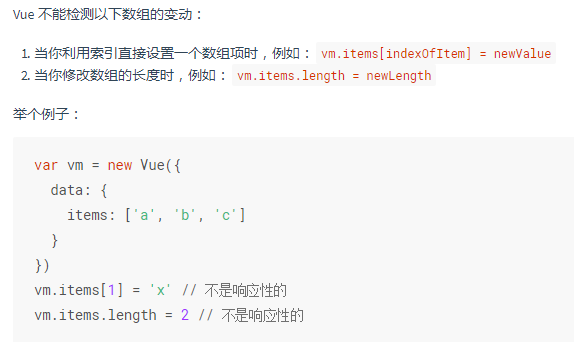 Vue 不能检测以下数组的变动：
1. 当你利用索引直接设置一个数组项时，例如： vm.items[indexOfItem] = newValue
2. 当你修改数组的长度时，例如： vm.items.length = newLength
举个例子：
var vm = new Vue({
  data: {
    items: ['a', 'b', 'c']
  }
})
vm.items[1] = 'x' // 不是响应性的
vm.items.length = 2 // 不是响应性的